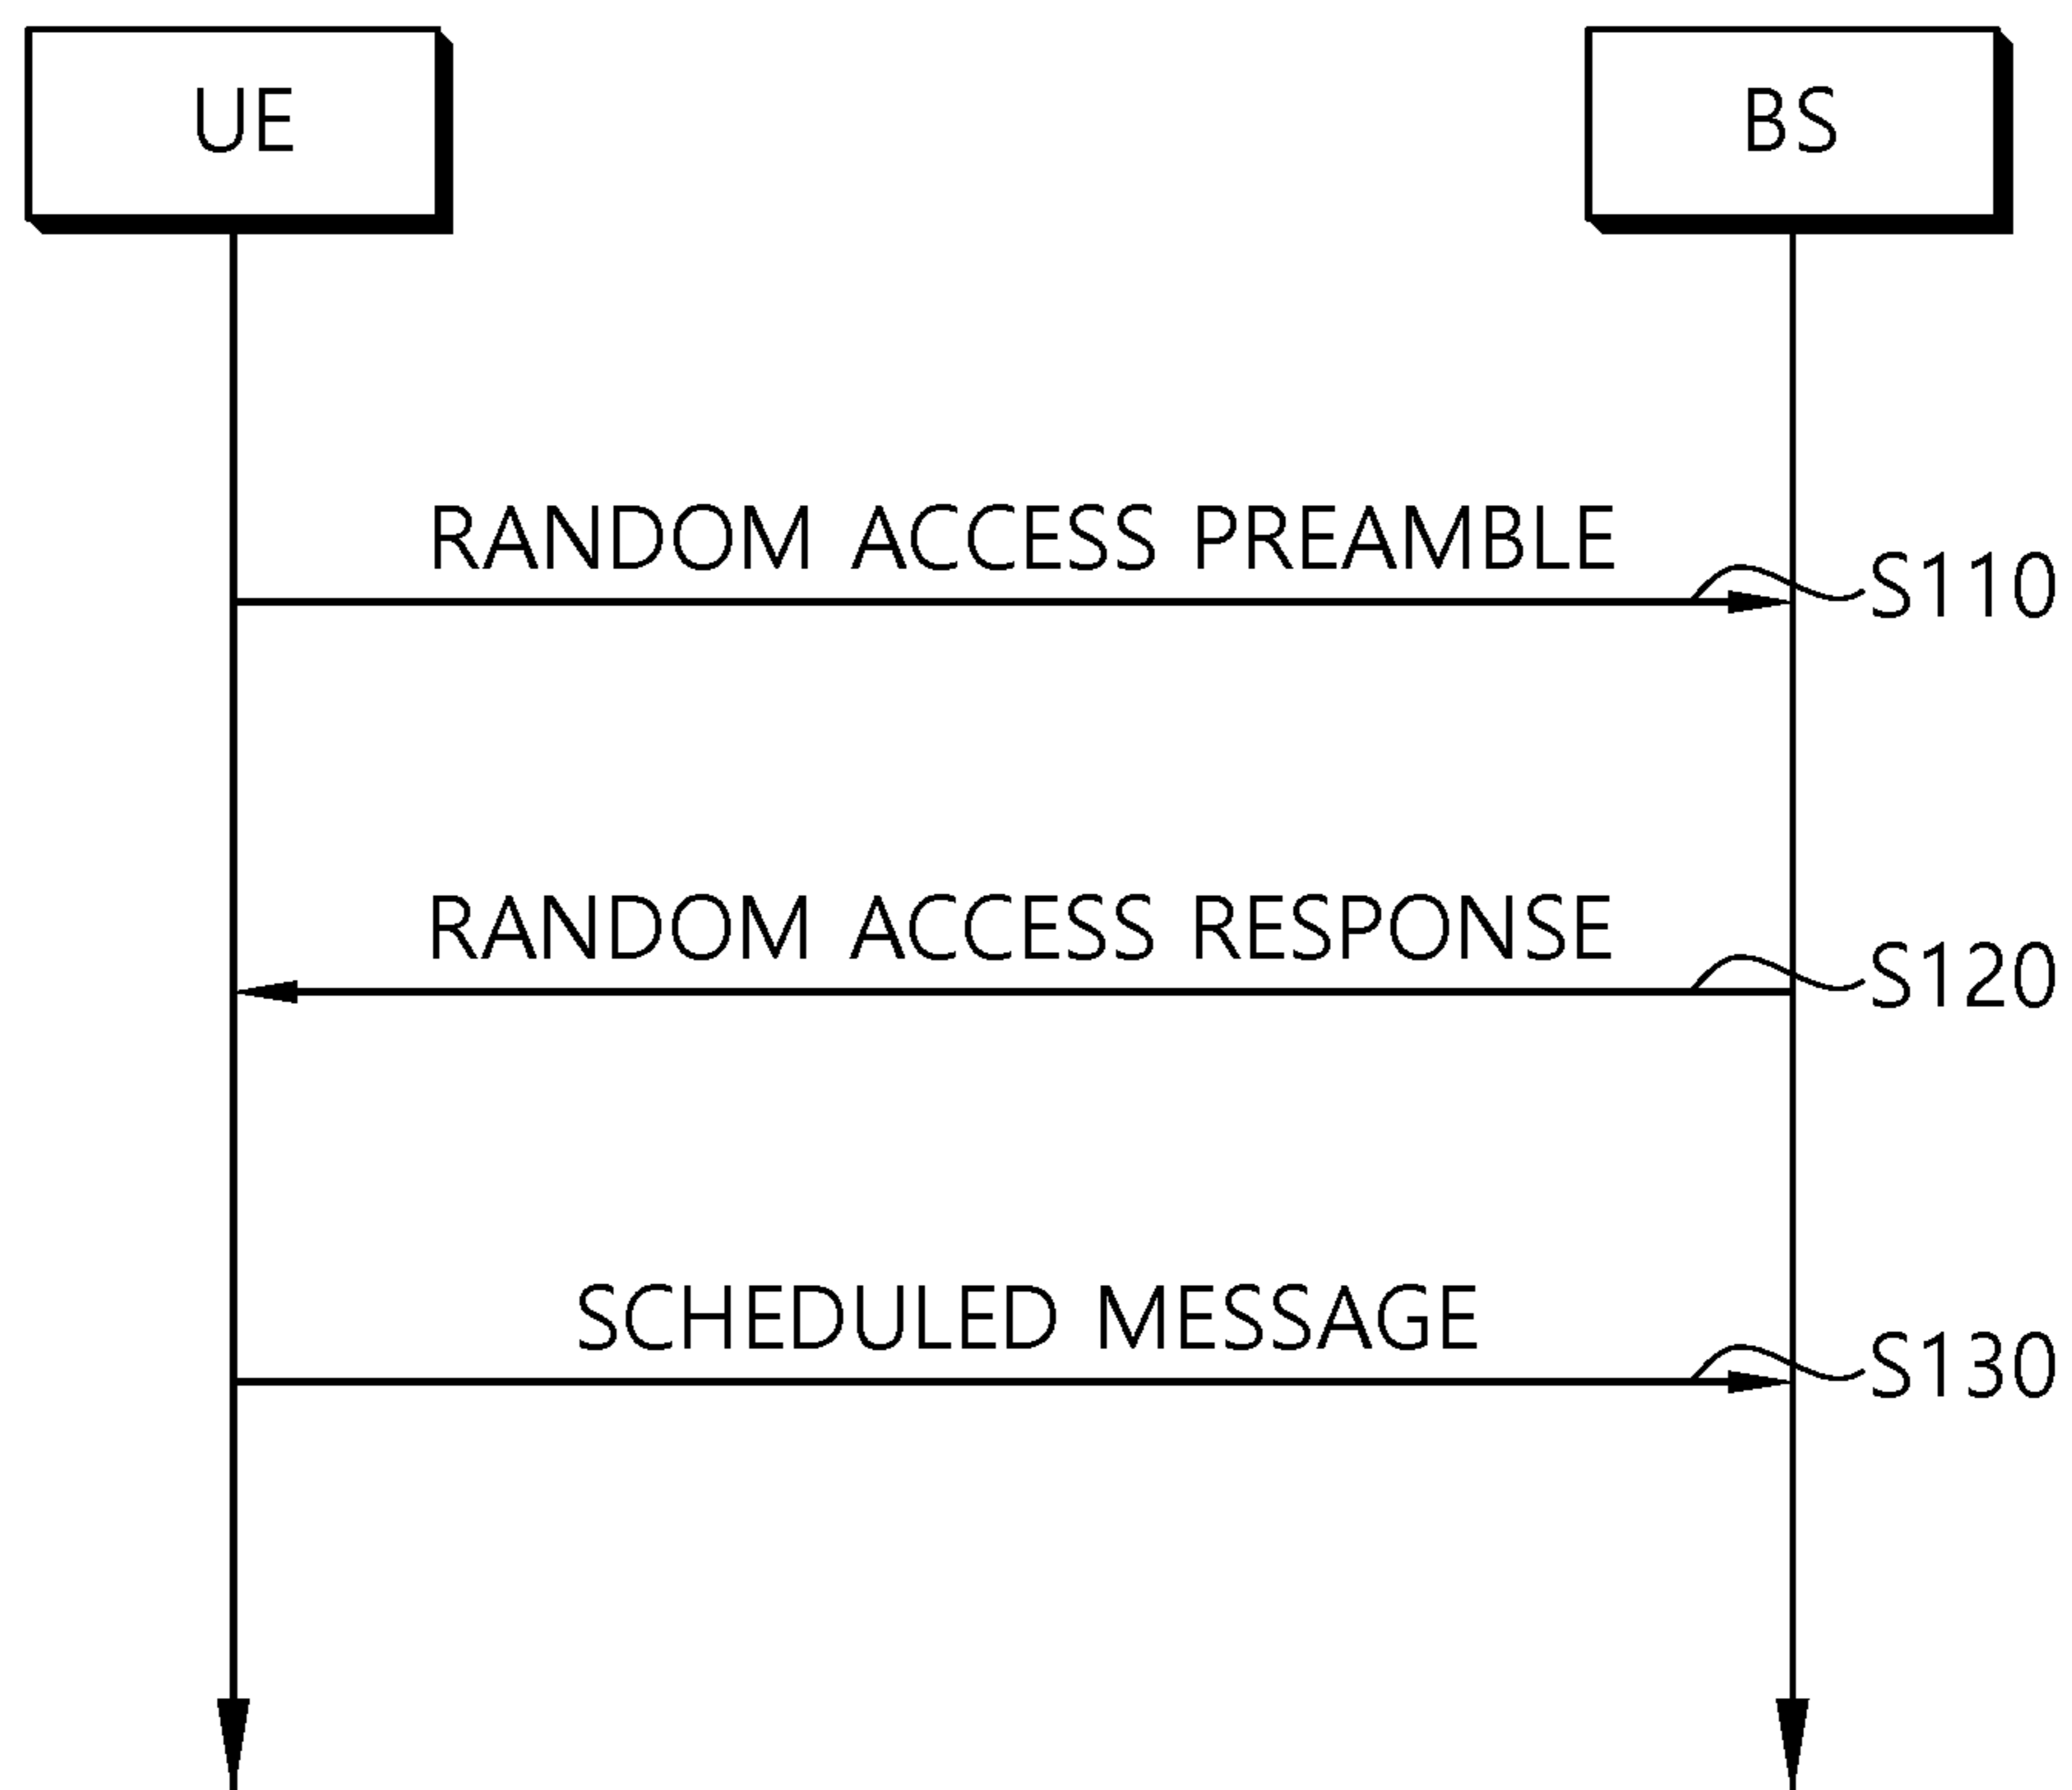 UE
BS
RANDOM ACCESS PREAMBLE
S110
RANDOM ACCESS RESPONSE
S120
SCHEDULED MESSAGE
S130